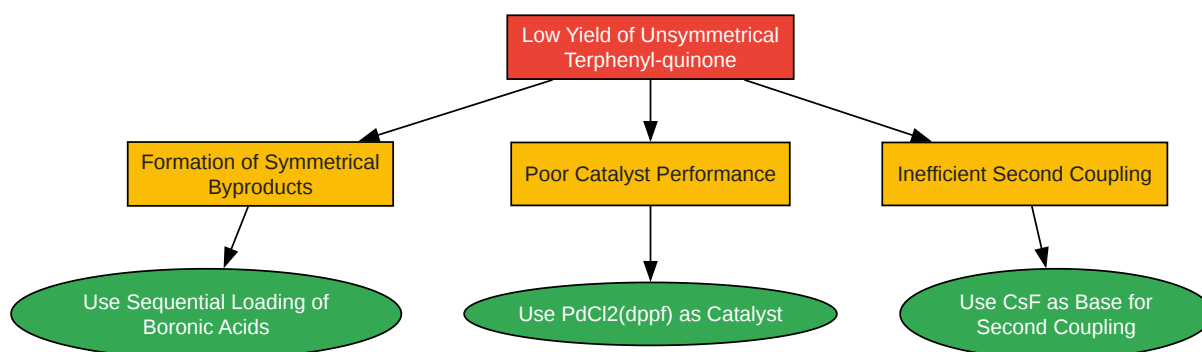 Low Yield of Unsymmetrical
Terphenyl-quinone
Formation of Symmetrical
Byproducts
Poor Catalyst Performance
Inefficient Second Coupling
Use Sequential Loading of
Boronic Acids
Use PdCl2(dppf) as Catalyst
Use CsF as Base for
Second Coupling